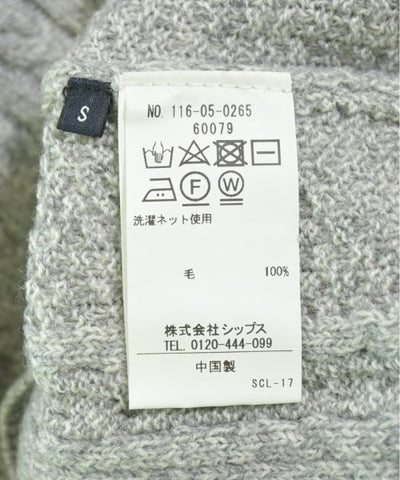 S
NO. 116-05-0265
60079
F W
洗濯ネット使用
毛 100%
株式会社シップス
TEL. 0120-444-099
中国製
SCL-17